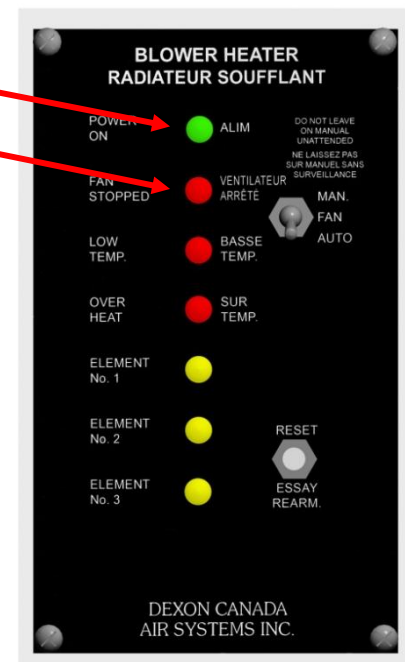 BLOWER HEATER
RADIATEUR SOUFFLANT
POWER
ON
ALIM
DO NOT LEAVE
ON MANUAL
UNATTENDED
NE LAISSEZ PAS
SUR MANUEL SANS
SURVEILLANCE
FAN
STOPPED
VENTILATEUR
ARRÊTÉ
MAN.
FAN
AUTO
LOW
TEMP.
BASSE
TEMP.
OVER
HEAT
SUR
TEMP.
ELEMENT
No. 1
ELEMENT
No. 2
RESET
ELEMENT
No. 3
ESSAY
REARM.
DEXON CANADA
AIR SYSTEMS INC.